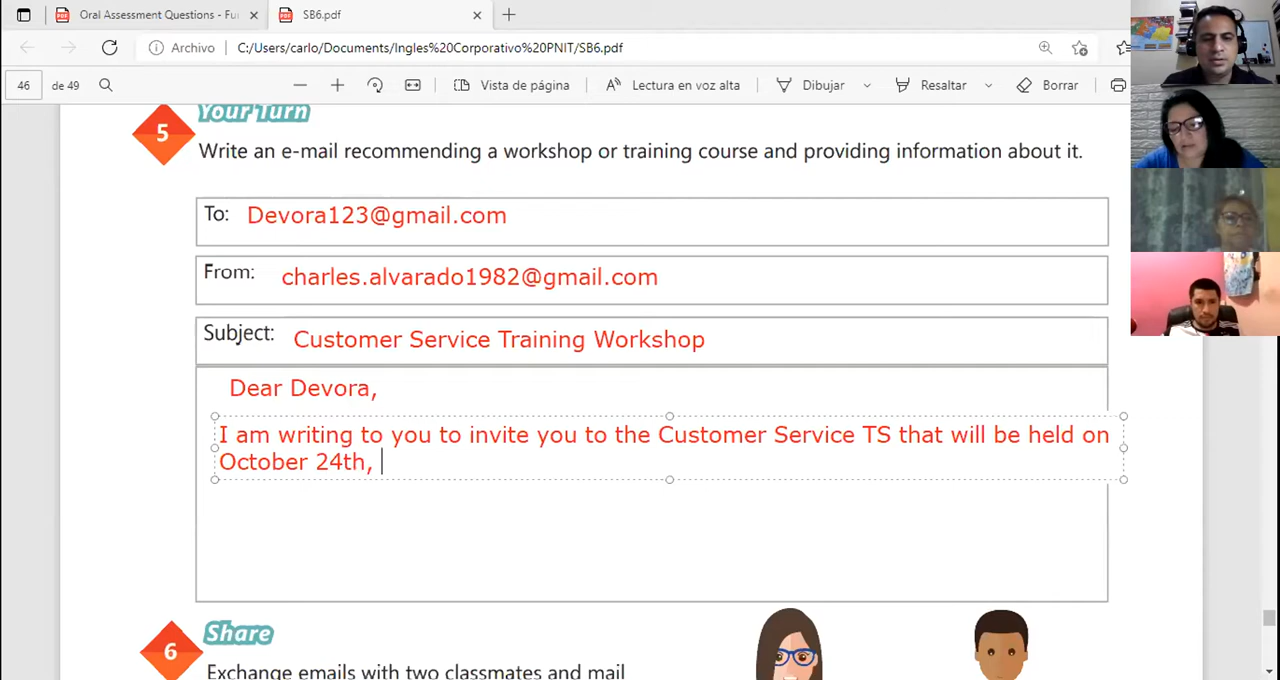 Oral Assessment Questions - Fu
SB6.pdf
Archivo
C:/Users/carlo/Documents/Ingles%20Corporativo%20PNIT/SB6.pdf
46
de 49
Vista de página
Lectura en voz alta
Dibujar
Resaltar
Borrar
5
Your Turn
Write an e-mail recommending a workshop or training course and providing information about it.
To: Devora123@gmail.com
From: charles.alvarado1982@gmail.com
Subject: Customer Service Training Workshop
Dear Devora,
I am writing to you to invite you to the Customer Service TS that will be held on
October 24th,
6
Share
Exchange emails with two classmates and mail